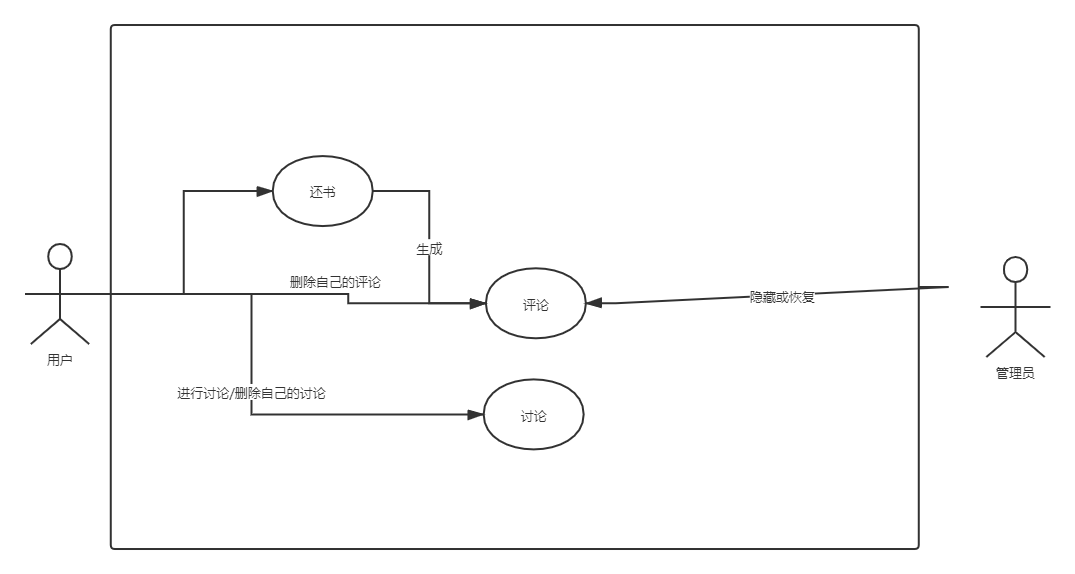 还书
生成
删除自己的评论
评论
隐藏或恢复
用户
管理员
进行讨论/删除自己的讨论
讨论